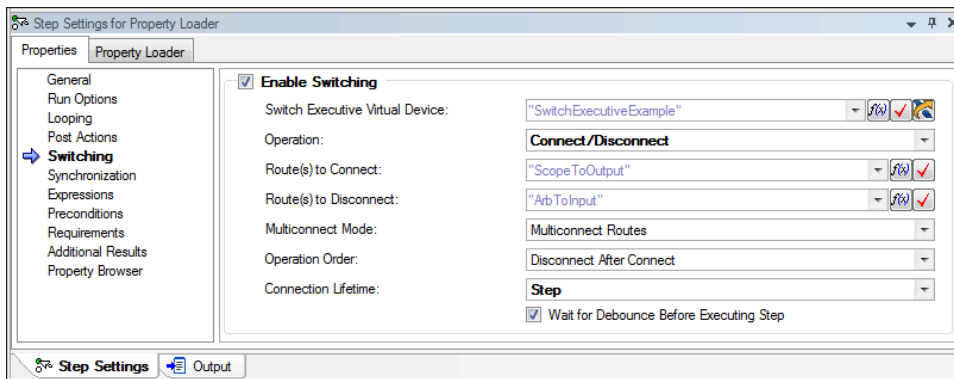 Step Settings for Property Loader
Properties
Property Loader
General
Run Options
Looping
Post Actions
Switching
Synchronization
Expressions
Preconditions
Requirements
Additional Results
Property Browser
Enable Switching
Switch Executive Virtual Device: "SwitchExecutiveExample" f(x)
Operation: Connect/Disconnect
Route(s) to Connect: "ScopeToOutput" f(x)
Route(s) to Disconnect: "ArbToInput" f(x)
Multiconnect Mode: Multiconnect Routes
Operation Order: Disconnect After Connect
Connection Lifetime: Step
Wait for Debounce Before Executing Step
Step Settings
Output